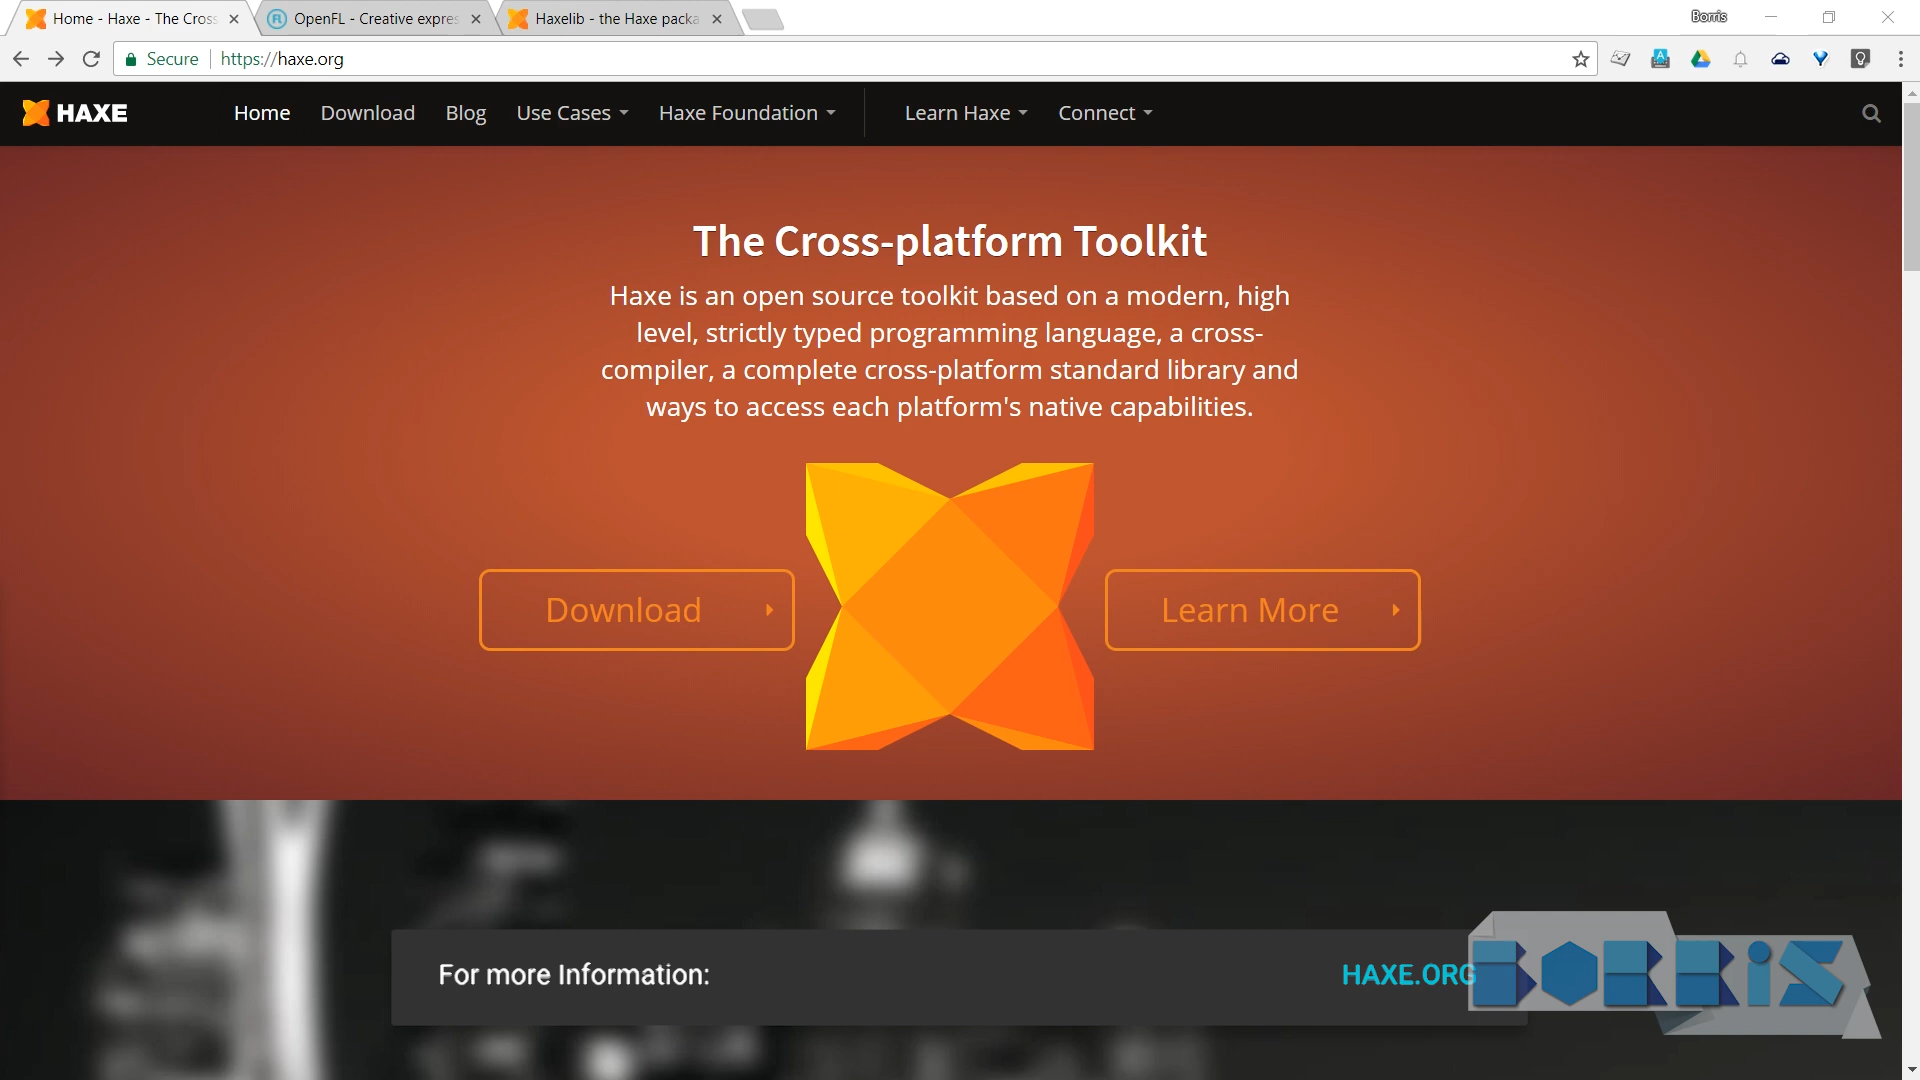 Home - Haxe - The Cross
OpenFL - Creative expres
Haxelib - the Haxe packa
Borris
Secure
https://haxe.org
HAXE
Home
Download
Blog
Use Cases
Haxe Foundation
Learn Haxe
Connect
The Cross-platform Toolkit
Haxe is an open source toolkit based on a modern, high
level, strictly typed programming language, a cross-
compiler, a complete cross-platform standard library and
ways to access each platform's native capabilities.
Download
Learn More
For more Information:
HAXE.ORG
BORRiS